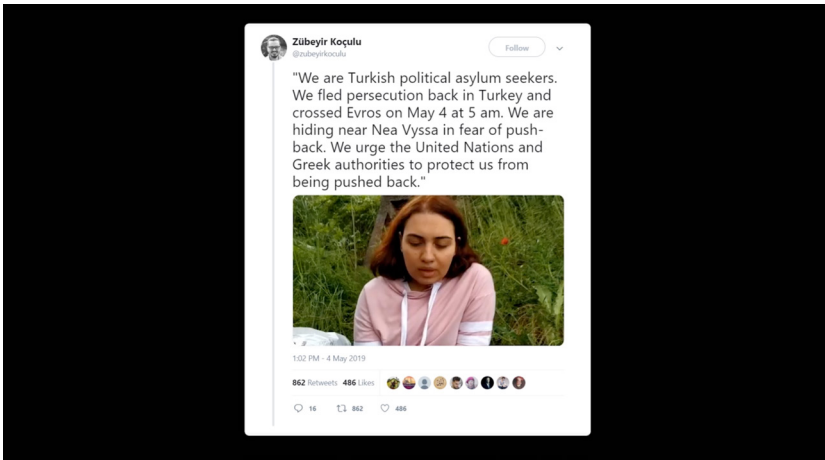 Zübeyir Koçulu
@zubeyirkoculu
Follow
"We are Turkish political asylum seekers.
We fled persecution back in Turkey and
crossed Evros on May 4 at 5 am. We are
hiding near Nea Vyssa in fear of push-
back. We urge the United Nations and
Greek authorities to protect us from
being pushed back."
1:02 PM - 4 May 2019
862 Retweets 486 Likes
16 862 486